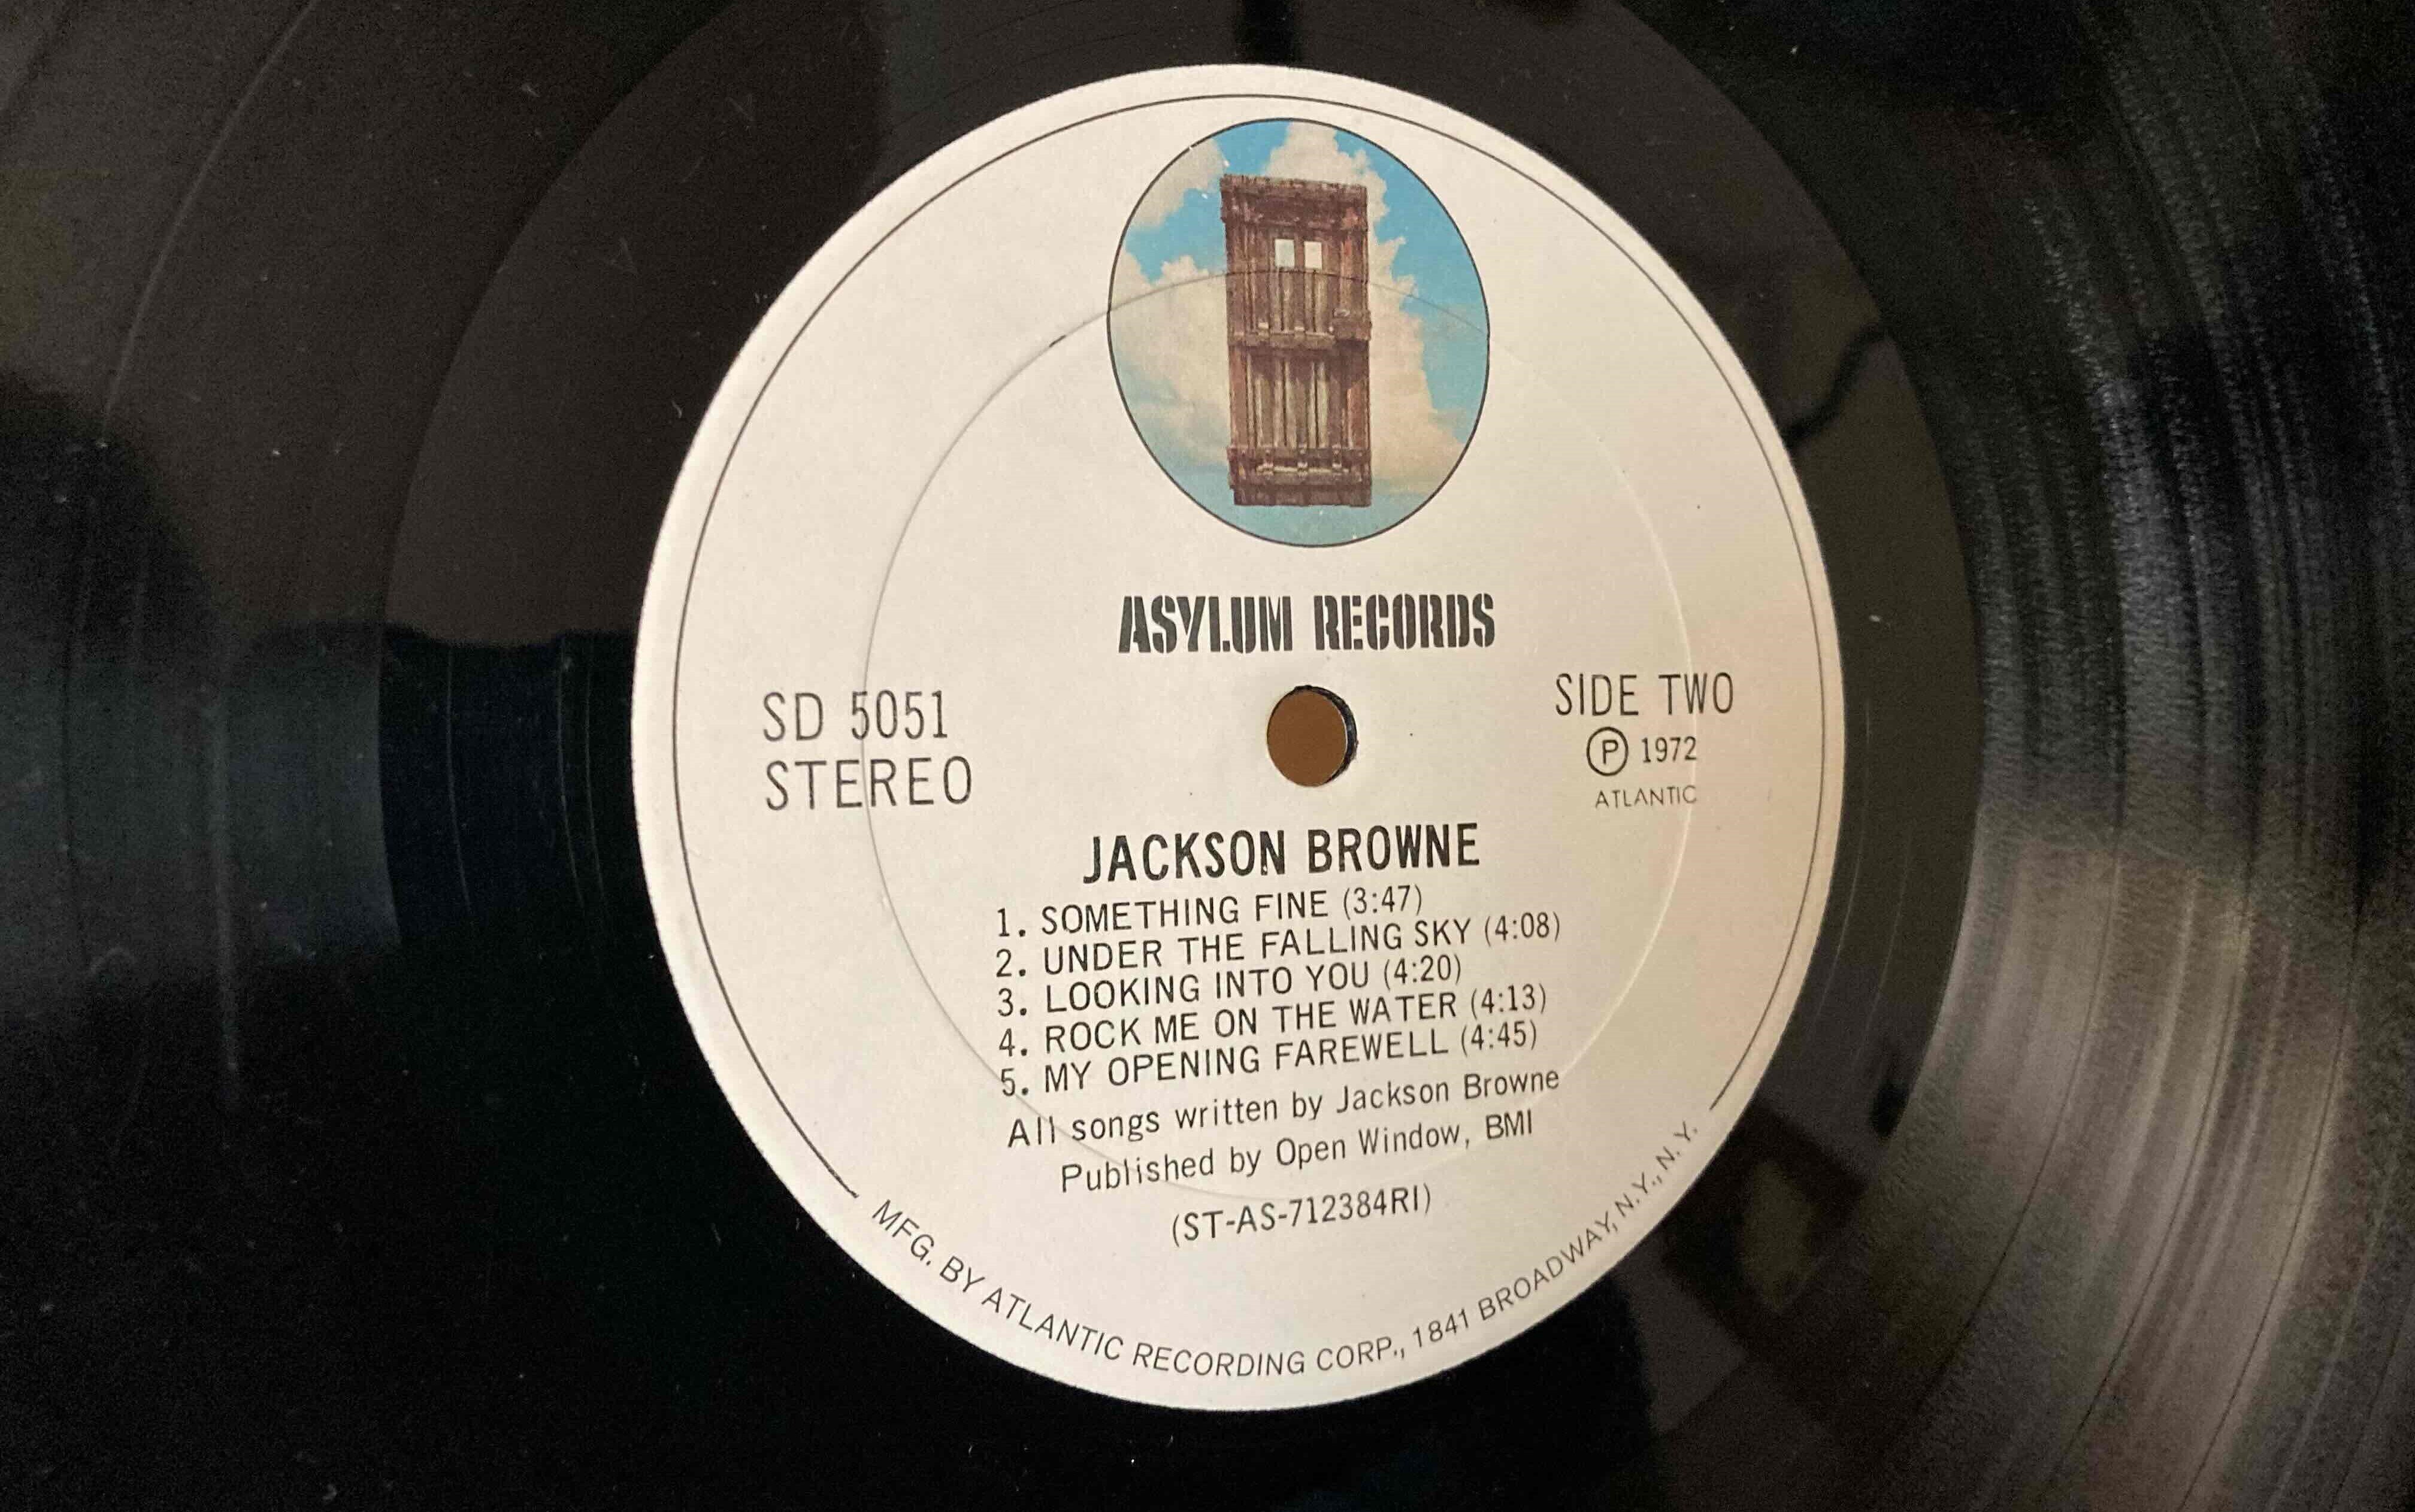 ASYLUM RECORDS
SD 5051
STEREO
SIDE TWO
Ⓟ 1972
ATLANTIC
JACKSON BROWNE
1. SOMETHING FINE (3:47)
2. UNDER THE FALLING SKY (4:08)
3. LOOKING INTO YOU (4:20)
4. ROCK ME ON THE WATER (4:13)
5. MY OPENING FAREWELL (4:45)
All songs written by Jackson Browne
Published by Open Window, BMI
(ST-AS-712384RI)
MFG. BY ATLANTIC RECORDING CORP., 1841 BROADWAY, N.Y., N.Y.